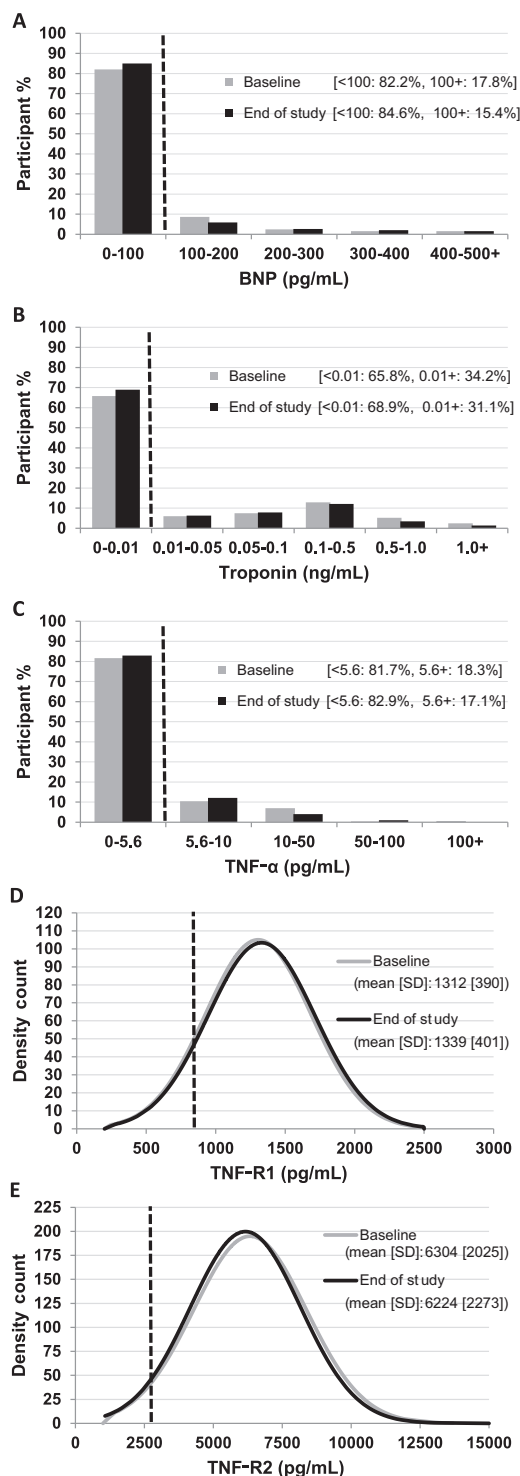 A
100
90
80
70
60
50
40
30
20
10
0
Participant %
Baseline [<100: 82.2%, 100+: 17.8%]
End of study [<100: 84.6%, 100+: 15.4%]
0-100 100-200 200-300 300-400 400-500+
BNP (pg/mL)
B
100
90
80
70
60
50
40
30
20
10
0
Participant %
Baseline [<0.01: 65.8%, 0.01+: 34.2%]
End of study [<0.01: 68.9%, 0.01+: 31.1%]
0-0.01 0.01-0.05 0.05-0.1 0.1-0.5 0.5-1.0 1.0+
Troponin (ng/mL)
C
100
90
80
70
60
50
40
30
20
10
0
Participant %
Baseline [<5.6: 81.7%, 5.6+: 18.3%]
End of study [<5.6: 82.9%, 5.6+: 17.1%]
0-5.6 5.6-10 10-50 50-100 100+
TNF-α (pg/mL)
D
120
110
100
90
80
70
60
50
40
30
20
10
0
Density count
Baseline
(mean [SD]: 1312 [390])
End of study
(mean [SD]: 1339 [401])
0 500 1000 1500 2000 2500 3000
TNF-R1 (pg/mL)
E
225
200
175
150
125
100
75
50
25
0
Density count
Baseline
(mean [SD]: 6304 [2025])
End of study
(mean [SD]: 6224 [2273])
0 2500 5000 7500 10000 12500 15000
TNF-R2 (pg/mL)